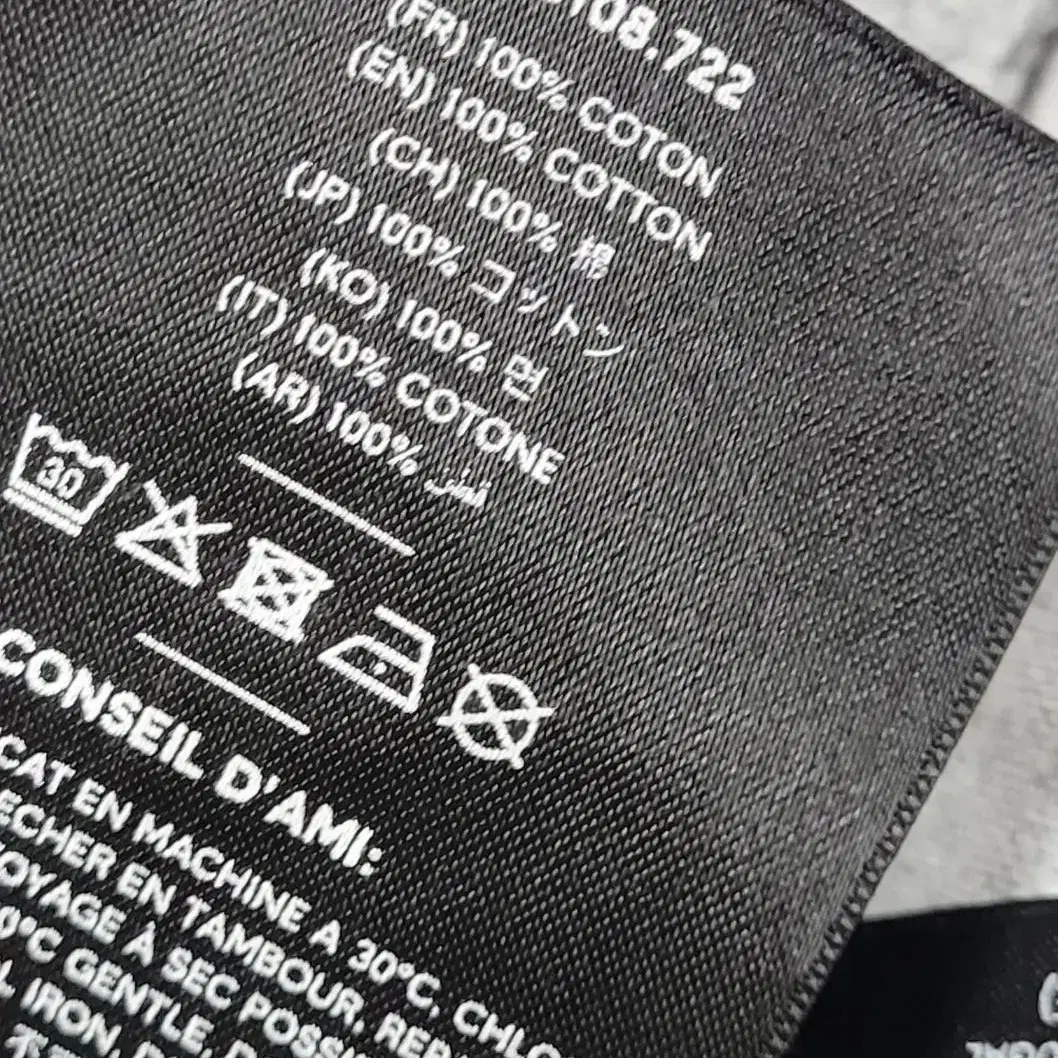 108.722
(FR) 100% COTON
(EN) 100% COTTON
(CH) 100% 棉
(JP) 100% コットン
(KO) 100% 면
(IT) 100% COTONE
(AR) 100% قطن
30
CONSEIL D'AMI:
CAT EN MACHINE A 30°C, CHLO
ECHER EN TAMBOUR, REP
OYAGE À SEC POSSI
0°C GENTLE,
IRON,